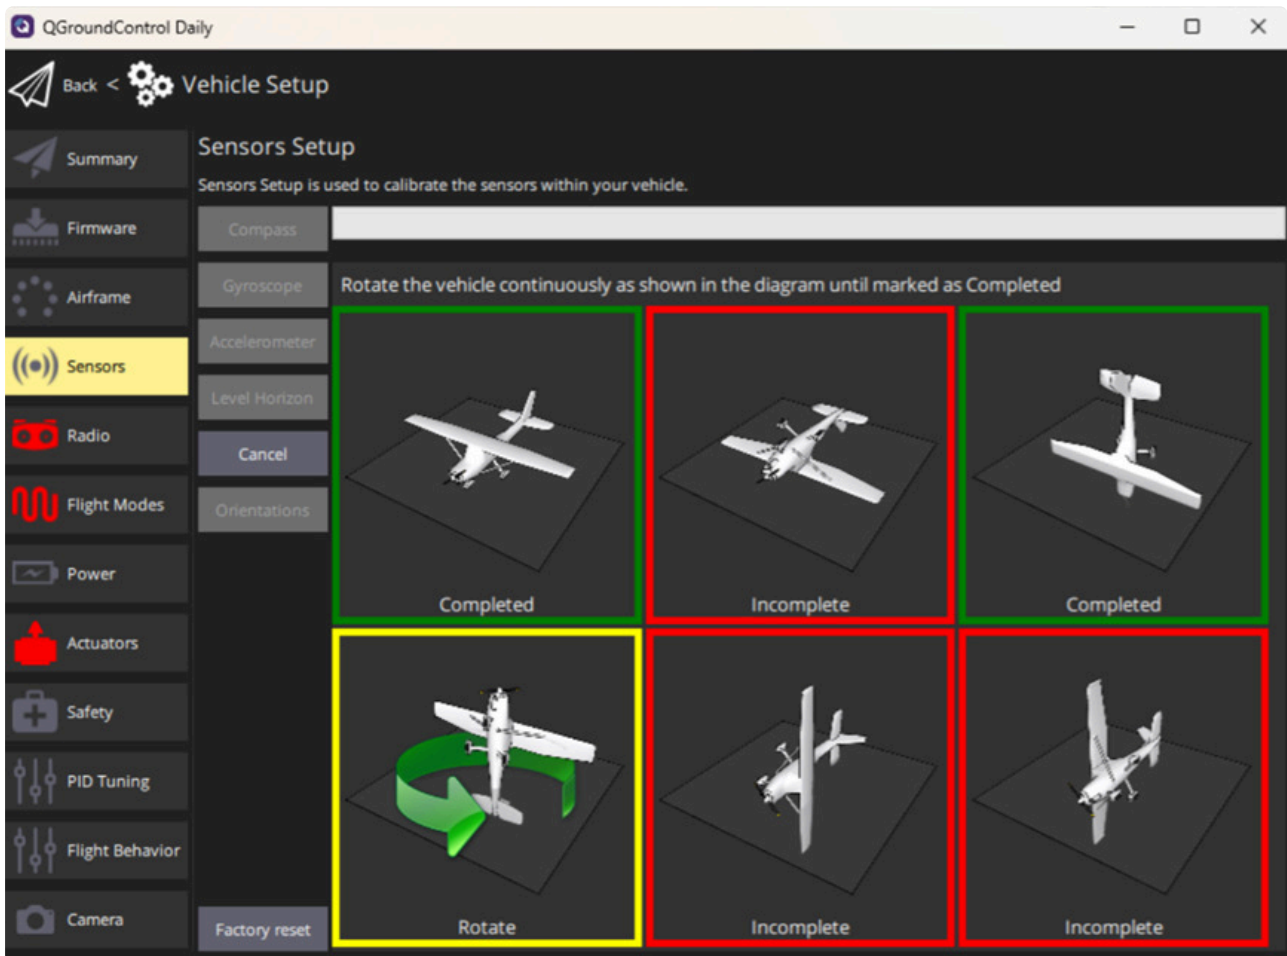 QGroundControl Daily
Back < Vehicle Setup
Summary
Firmware
Airframe
Sensors
Radio
Flight Modes
Power
Actuators
Safety
PID Tuning
Flight Behavior
Camera
Sensors Setup
Sensors Setup is used to calibrate the sensors within your vehicle.
Compass
Gyroscope
Accelerometer
Level Horizon
Cancel
Orientations
Factory reset
Rotate the vehicle continuously as shown in the diagram until marked as Completed
Completed
Incomplete
Completed
Rotate
Incomplete
Incomplete